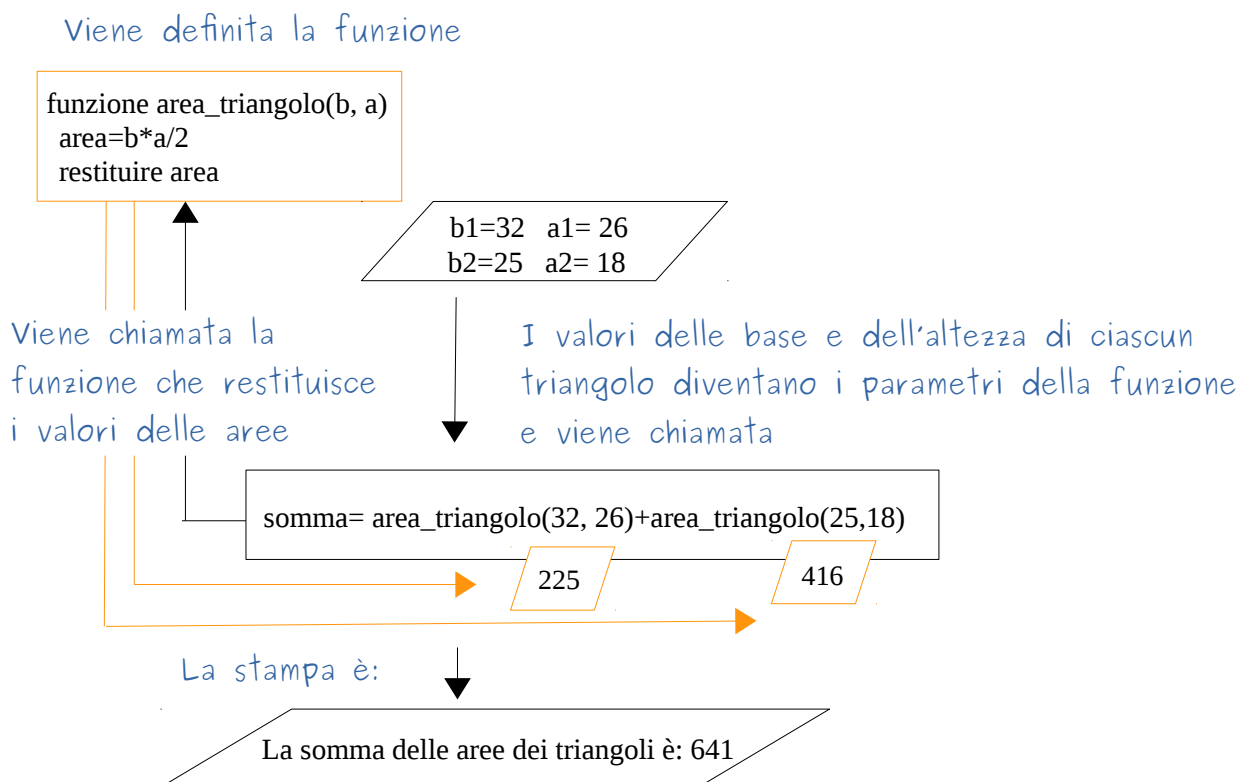 Viene definita la funzione
funzione area_triangolo(b, a)
area=b*a/2
restituire area
b1=32 a1= 26
b2=25 a2= 18
Viene chiamata la
funzione che restituisce
i valori delle aree
I valori delle base e dell'altezza di ciascun
triangolo diventano i parametri della funzione
e viene chiamata
somma= area_triangolo(32, 26)+area_triangolo(25,18)
225
416
La stampa è:
La somma delle aree dei triangoli è: 641